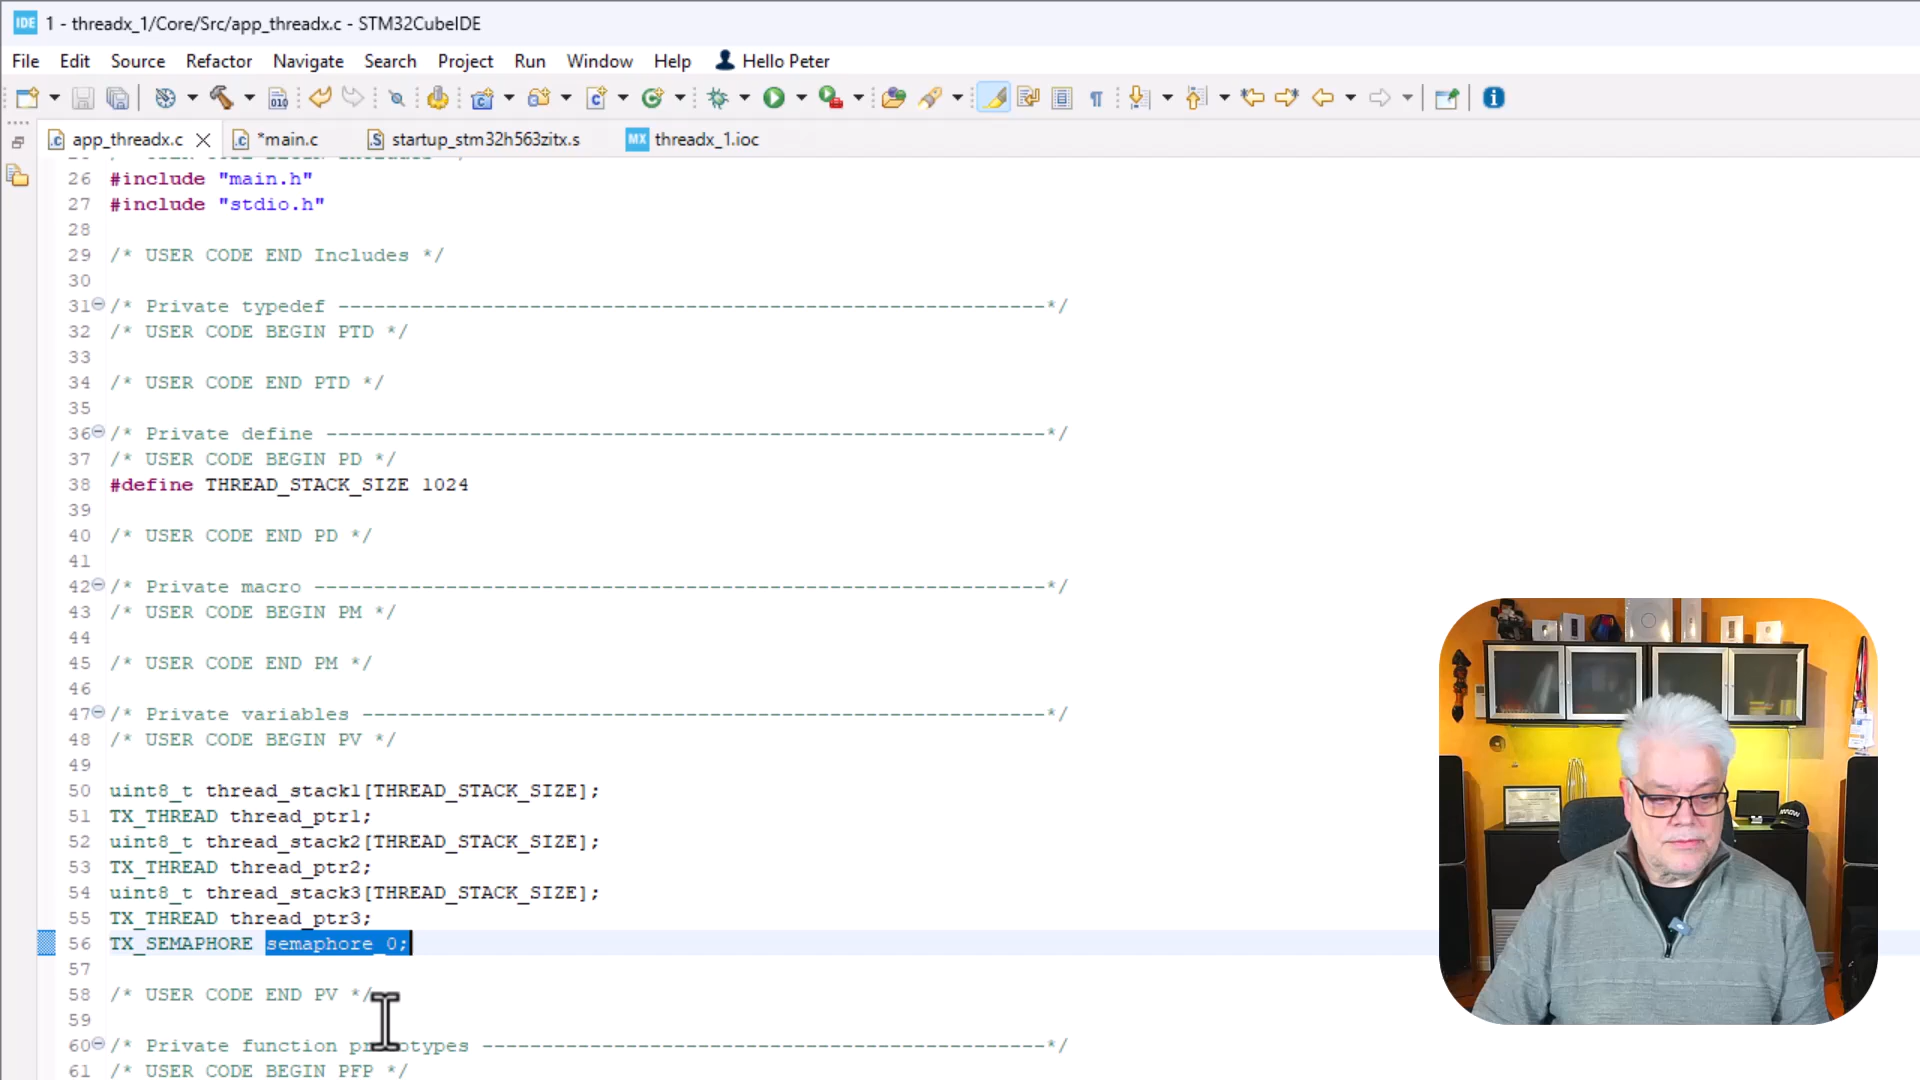 IDE 1 - threadx_1/Core/Src/app_threadx.c - STM32CubeIDE
File Edit Source Refactor Navigate Search Project Run Window Help Hello Peter
app_threadx.c *main.c startup_stm32h563zitx.s MX threadx_1.ioc
26 #include "main.h"
27 #include "stdio.h"
28
29 /* USER CODE END Includes */
30
31 /* Private typedef -----------------------------------------------------------*/
32 /* USER CODE BEGIN PTD */
33
34 /* USER CODE END PTD */
35
36 /* Private define ------------------------------------------------------------*/
37 /* USER CODE BEGIN PD */
38 #define THREAD_STACK_SIZE 1024
39
40 /* USER CODE END PD */
41
42 /* Private macro -------------------------------------------------------------*/
43 /* USER CODE BEGIN PM */
44
45 /* USER CODE END PM */
46
47 /* Private variables ---------------------------------------------------------*/
48 /* USER CODE BEGIN PV */
49
50 uint8_t thread_stack1[THREAD_STACK_SIZE];
51 TX_THREAD thread_ptr1;
52 uint8_t thread_stack2[THREAD_STACK_SIZE];
53 TX_THREAD thread_ptr2;
54 uint8_t thread_stack3[THREAD_STACK_SIZE];
55 TX_THREAD thread_ptr3;
56 TX_SEMAPHORE semaphore_0;
57
58 /* USER CODE END PV */
59
60 /* Private function prototypes -----------------------------------------------*/
61 /* USER CODE BEGIN PFP */